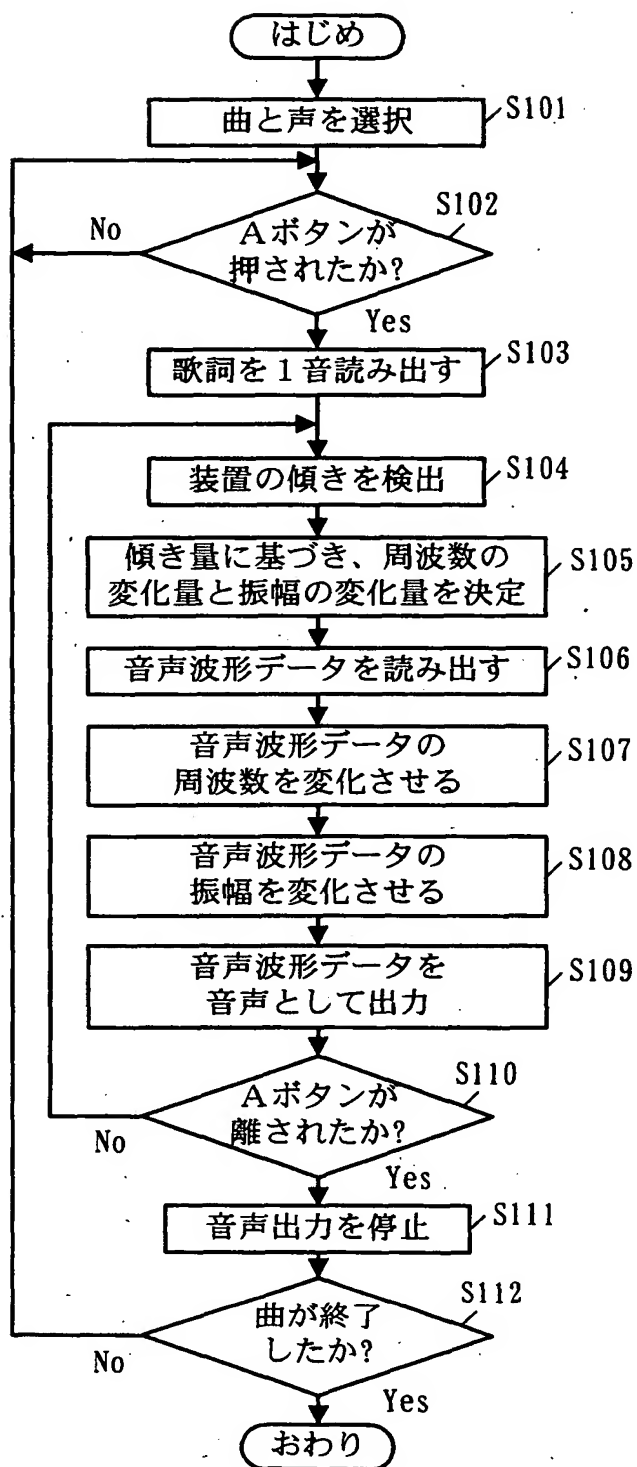 はじめ
曲と声を選択
S101
S102
No
Aボタンが
押されたか?
Yes
歌詞を1音読み出す
S103
装置の傾きを検出
S104
傾き量に基づき、周波数の
変化量と振幅の変化量を決定
S105
音声波形データを読み出す
S106
音声波形データの
周波数を変化させる
S107
音声波形データの
振幅を変化させる
S108
音声波形データを
音声として出力
S109
Aボタンが
離されたか?
S110
No
Yes
音声出力を停止
S111
曲が終了
したか?
S112
No
Yes
おわり